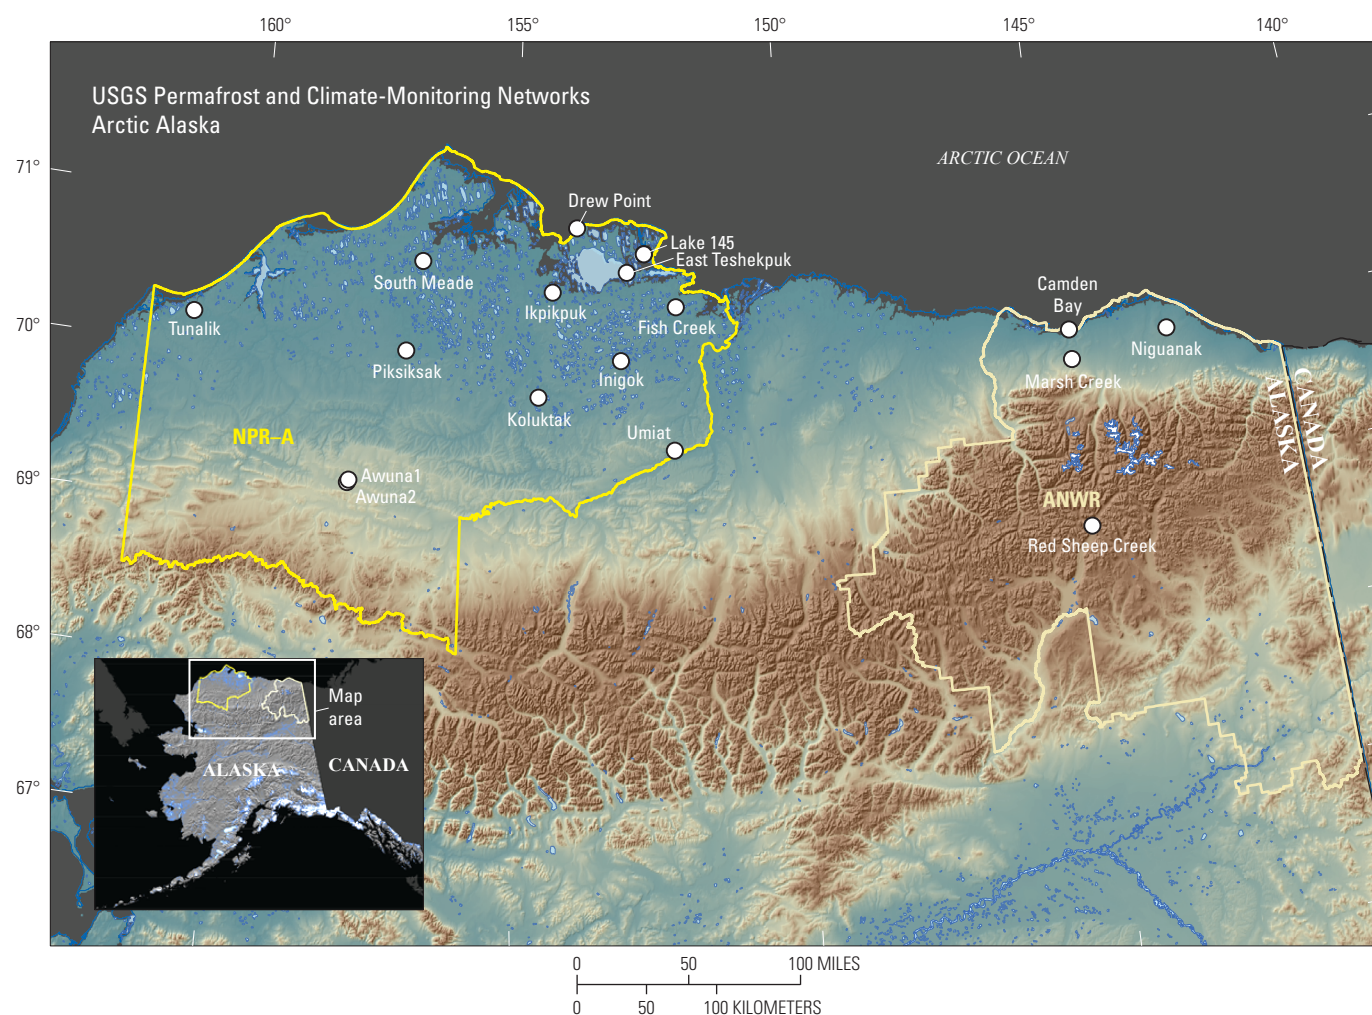 160°
155°
150°
145°
140°
USGS Permafrost and Climate-Monitoring Networks
Arctic Alaska
ARCTIC OCEAN
71°
70°
69°
68°
67°
Drew Point
Lake 145
East Teshekpuk
South Meade
Ikpikpuk
Fish Creek
Tunalik
Piksiksak
Inigok
Koluktak
Umiat
NPR–A
Awuna1
Awuna2
Camden
Bay
Niguanak
Marsh Creek
CANADA
ALASKA
ANWR
Red Sheep Creek
Map
area
ALASKA
CANADA
0 50 100 MILES
0 50 100 KILOMETERS